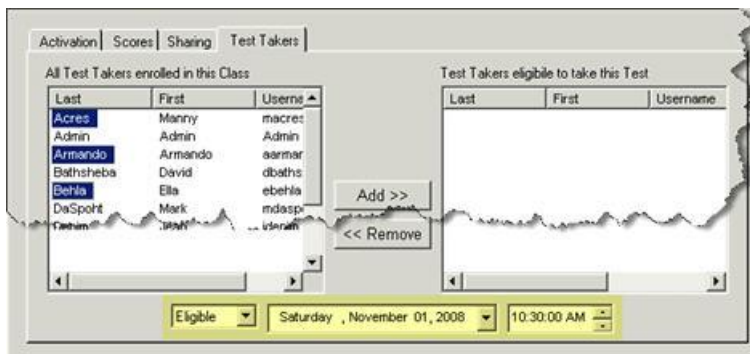 Activation Scores Sharing Test Takers
All Test Takers enrolled in this Class
Test Takers eligibile to take this Test
Last First Userna
Last First Username
Acres Manny macres
Admin Admin Admin
Armando Armando aarmar
Bathsheba David dbaths
Behla Ella ebehla
Add >>
DaSpoht Mark mdasp
<< Remove
Eligible Saturday , November 01, 2008 10:30:00 AM